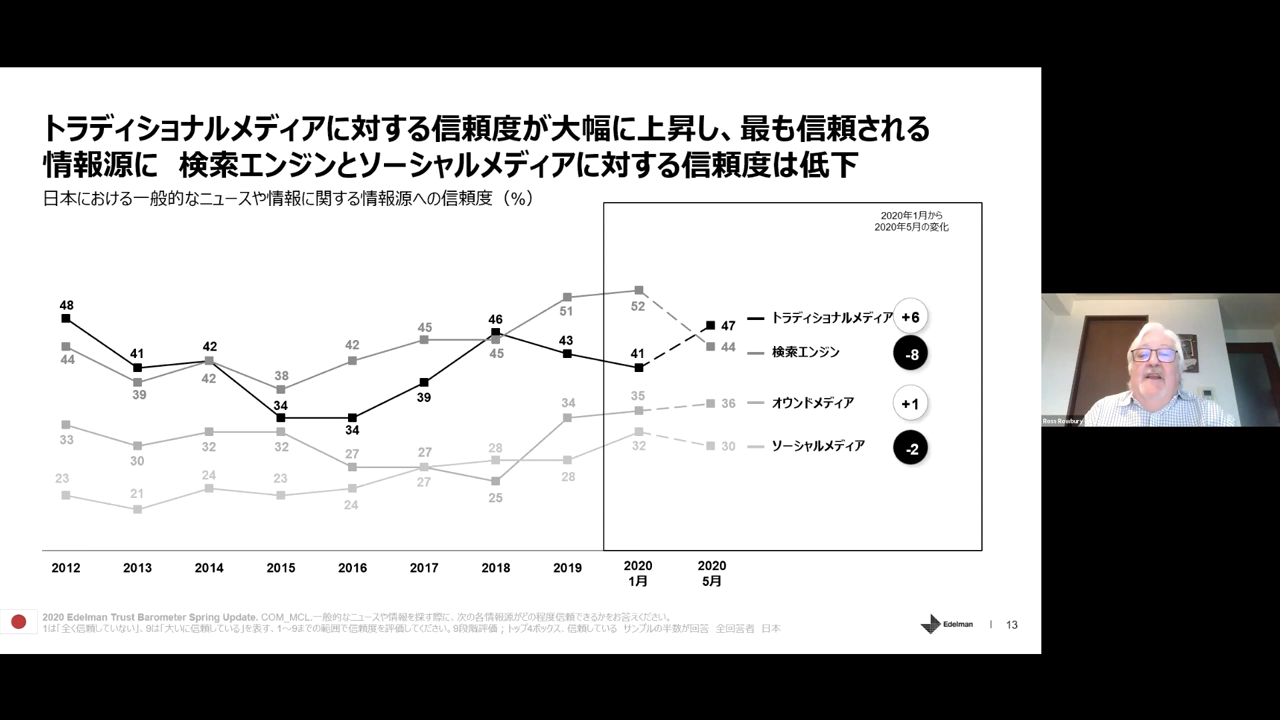 トラディショナルメディアに対する信頼度が大幅に上昇し、最も信頼される
情報源に 検索エンジンとソーシャルメディアに対する信頼度は低下
日本における一般的なニュースや情報に関する情報源への信頼度（%）
2020年1月から
2020年5月の変化
48 41 42 34 34 39 46 43 41 47
44 39 42 38 42 45 45 51 52 44
33 30 32 32 27 27 25 34 35 36
23 21 24 23 24 27 28 28 32 30
トラディショナルメディア +6
検索エンジン -8
オウンドメディア +1
ソーシャルメディア -2
2012 2013 2014 2015 2016 2017 2018 2019 2020 2020
1月 5月
2020 Edelman Trust Barometer Spring Update. COM_MCL.一般的なニュースや情報を探す際に、次の各情報源がどの程度信頼できるかをお答えください。
1は「全く信頼していない」、9は「大いに信頼している」を表す、1～9までの範囲で信頼度を評価してください。9段階評価；トップ4ボックス、信頼している サンプルの半数が回答 全回答者 日本
Edelman | 13
Ross Rowbury